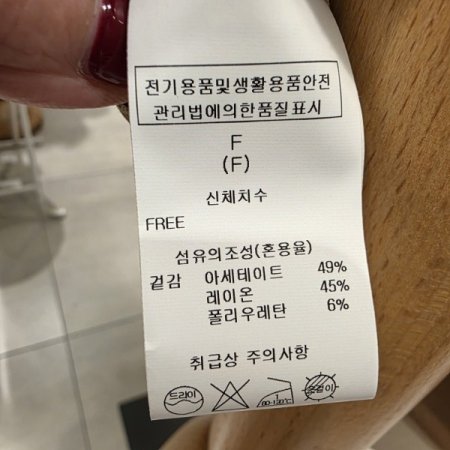 전기용품및생활용품안전
관리법에의한품질표시
F
(F)
신체치수
FREE
섬유의조성(혼용율)
겉감 아세테이트 49%
레이온 45%
폴리우레탄 6%
취급상 주의사항
드라이